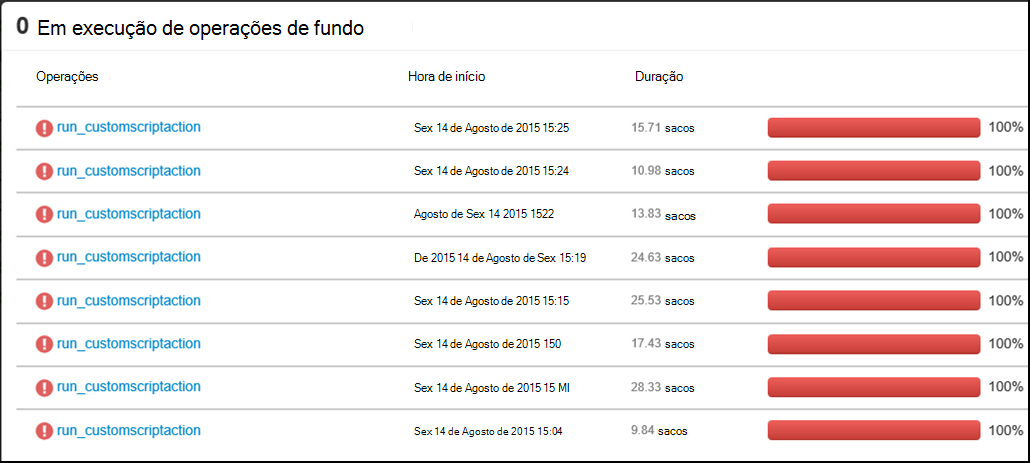 0 Em execução de operações de fundo
Operações Hora de início Duração
run_customscriptaction Sex 14 de Agosto de 2015 15:25 15.71 sacos 100%
run_customscriptaction Sex 14 de Agosto de 2015 15:24 10.98 sacos 100%
run_customscriptaction Agosto de Sex 14 2015 1522 13.83 sacos 100%
run_customscriptaction De 2015 14 de Agosto de Sex 15:19 24.63 sacos 100%
run_customscriptaction Sex 14 de Agosto de 2015 15:15 25.53 sacos 100%
run_customscriptaction Sex 14 de Agosto de 2015 150 17.43 sacos 100%
run_customscriptaction Sex 14 de Agosto de 2015 15 MI 28.33 sacos 100%
run_customscriptaction Sex 14 de Agosto de 2015 15:04 9.84 sacos 100%